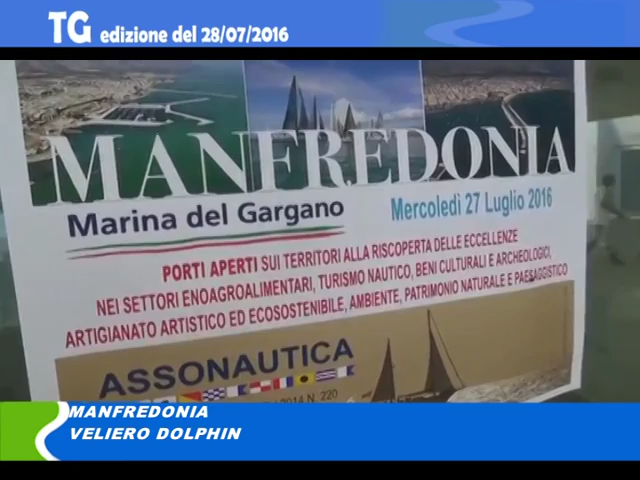 TG edizione del 28/07/2016
MANFREDONIA
Marina del Gargano
Mercoledì 27 Luglio 2016
PORTI APERTI SUI TERRITORI ALLA RISCOPERTA DELLE ECCELLENZE
NEI SETTORI ENOAGROALIMENTARI, TURISMO NAUTICO, BENI CULTURALI E ARCHEOLOGICI,
ARTIGIANATO ARTISTICO ED ECOSOSTENIBILE, AMBIENTE, PATRIMONIO NATURALE E PAESAGGISTICO
ASSONAUTICA
2014 N. 220
MANFREDONIA
VELIERO DOLPHIN